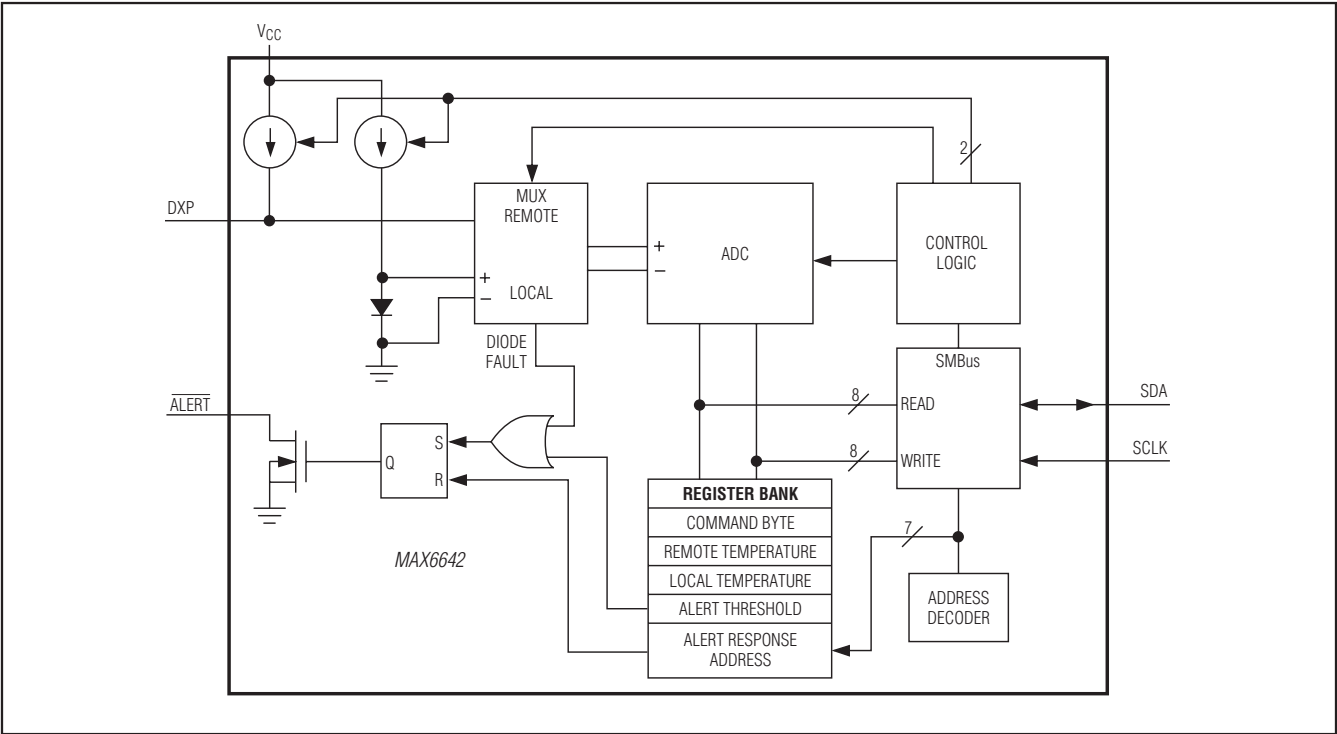 VCC
2
DXP
MUX
REMOTE
+
−
LOCAL
+
−
ADC
CONTROL
LOGIC
DIODE
FAULT
SMBus
8
READ
SDA
8
WRITE
SCLK
ALERT
S
Q
R
REGISTER BANK
COMMAND BYTE
REMOTE TEMPERATURE
LOCAL TEMPERATURE
ALERT THRESHOLD
ALERT RESPONSE
ADDRESS
7
ADDRESS
DECODER
MAX6642